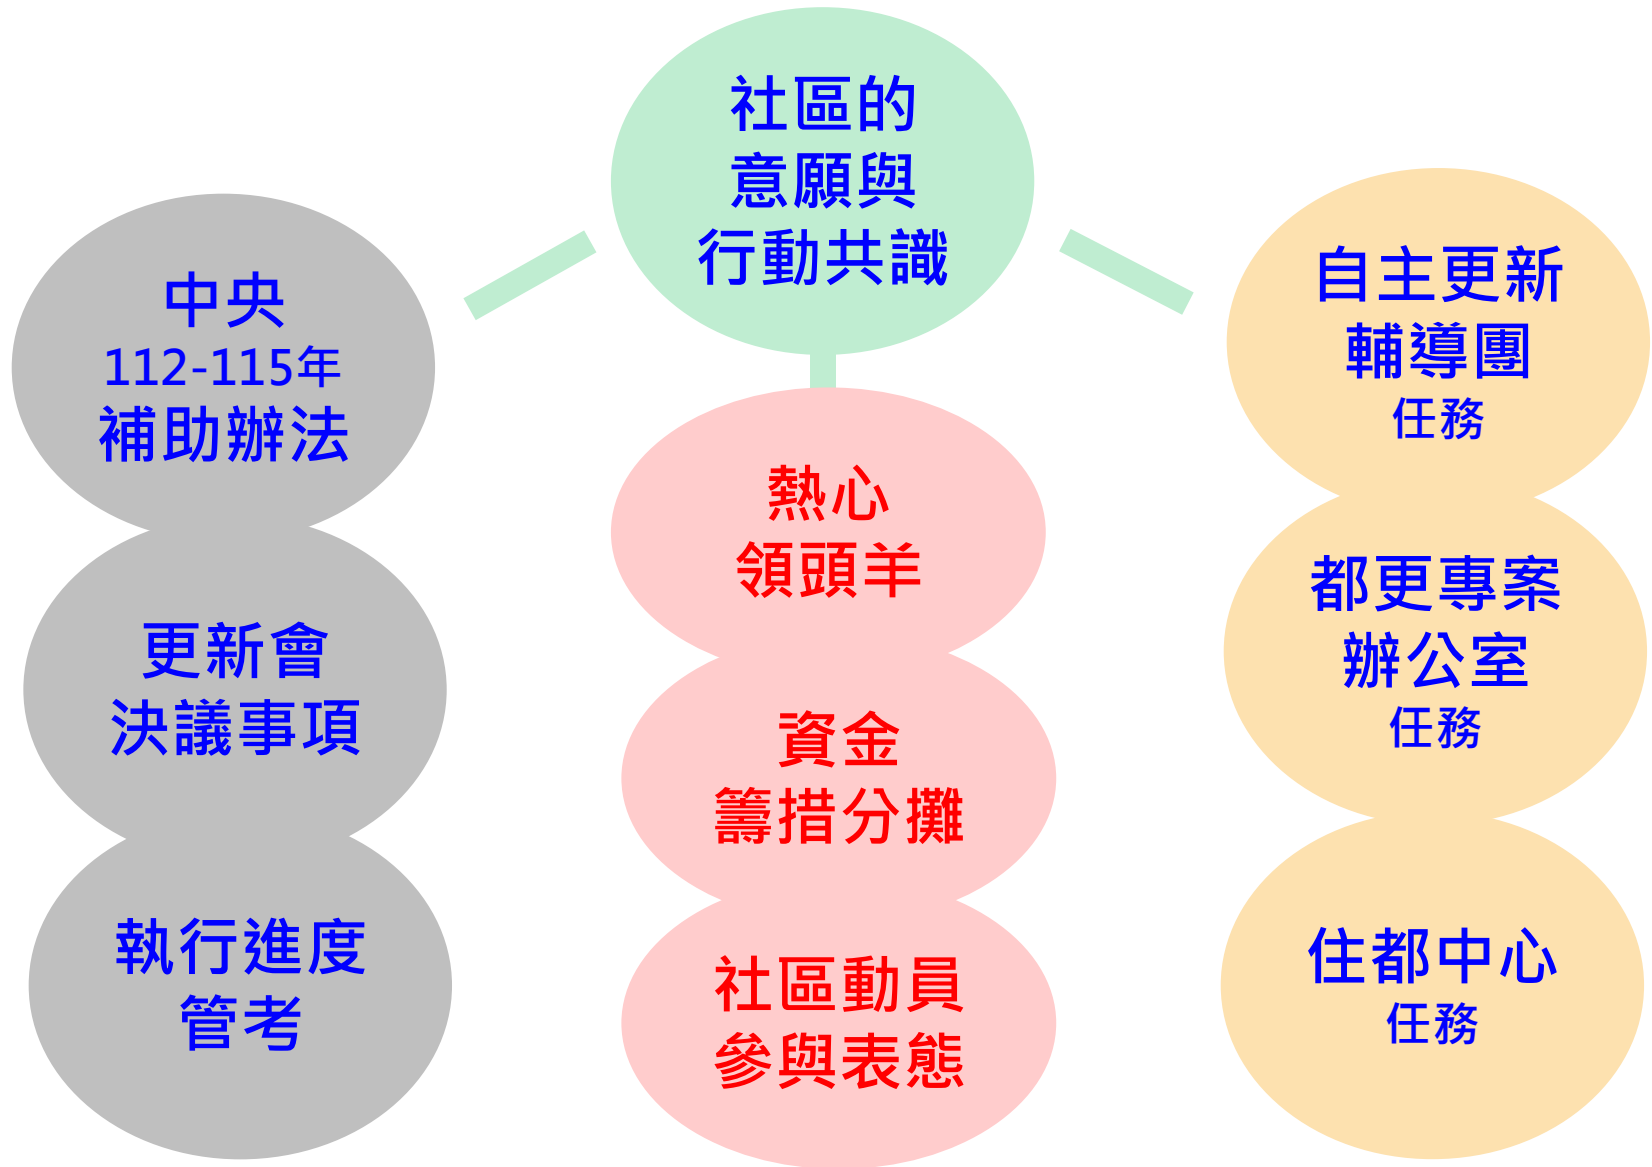 社區的
意願與
行動共識
中央
112-115年
補助辦法
更新會
決議事項
執行進度
管考
熱心
領頭羊
資金
籌措分攤
社區動員
參與表態
自主更新
輔導團
任務
都更專案
辦公室
任務
住都中心
任務